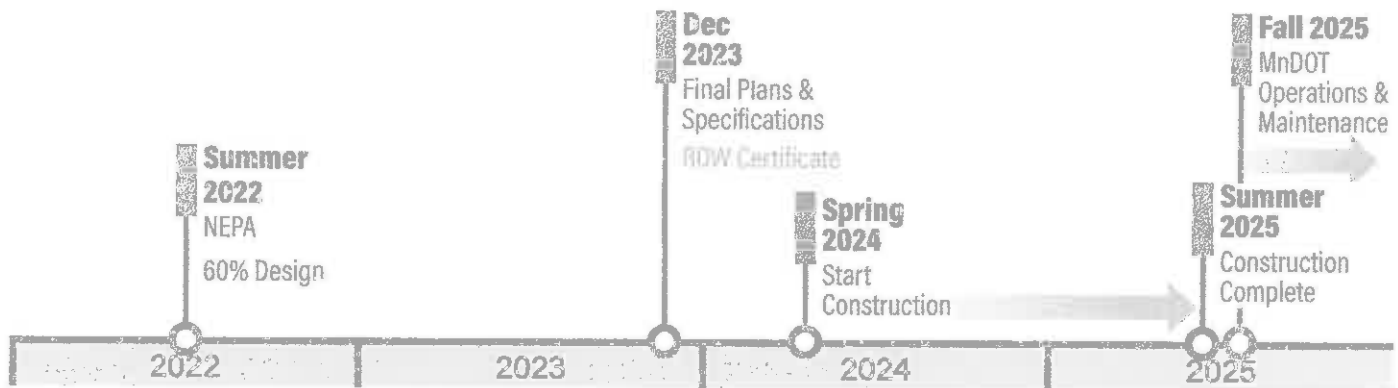 Summer
2022
NEPA
60% Design
Dec
2023
Final Plans &
Specifications
ROW Certificate
Spring
2024
Start
Construction
Summer
2025
Construction
Complete
Fall 2025
MnDOT
Operations &
Maintenance
2022
2023
2024
2025